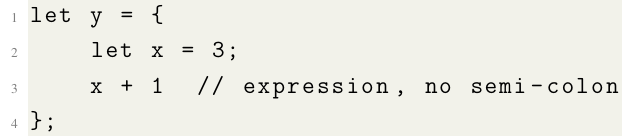 1 let y = {
2 let x = 3;
3 x + 1 // expression, no semi-colon
4 };